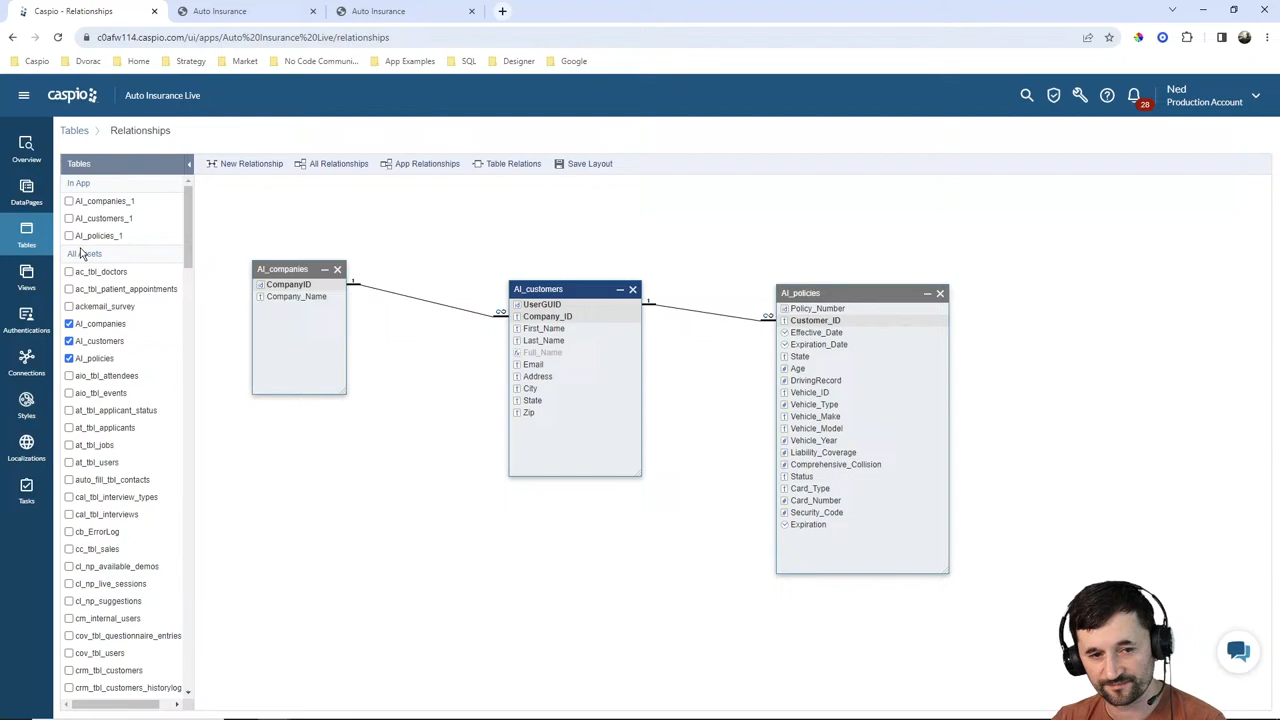 Caspio - Relationships
Auto Insurance
Auto Insurance
c0afw114.caspio.com/ui/apps/Auto%20Insurance%20Live/relationships
Caspio
Dvorac
Home
Strategy
Market
No Code Communi...
App Examples
SQL
Designer
Google
caspio
Auto Insurance Live
28
Ned
Production Account
Overview
DataPages
Tables
Views
Authentications
Connections
Styles
Localizations
Tasks
Tables
Relationships
Tables
New Relationship
All Relationships
App Relationships
Table Relations
Save Layout
In App
AI_companies_1
AI_customers_1
AI_policies_1
All Assets
ac_tbl_doctors
ac_tbl_patient_appointments
ackemail_survey
AI_companies
AI_customers
AI_policies
aio_tbl_attendees
aio_tbl_events
at_tbl_applicant_status
at_tbl_applicants
at_tbl_jobs
at_tbl_users
auto_fill_tbl_contacts
cal_tbl_interview_types
cal_tbl_interviews
cb_ErrorLog
cc_tbl_sales
cl_np_available_demos
cl_np_live_sessions
cl_np_suggestions
cm_internal_users
cov_tbl_questionnaire_entries
cov_tbl_users
crm_tbl_customers
crm_tbl_customers_historylog
AI_companies
CompanyID
Company_Name
1
∞
AI_customers
UserGUID
Company_ID
First_Name
Last_Name
Full_Name
Email
Address
City
State
Zip
1
∞
AI_policies
Policy_Number
Customer_ID
Effective_Date
Expiration_Date
State
Age
DrivingRecord
Vehicle_ID
Vehicle_Type
Vehicle_Make
Vehicle_Model
Vehicle_Year
Liability_Coverage
Comprehensive_Collision
Status
Card_Type
Card_Number
Security_Code
Expiration